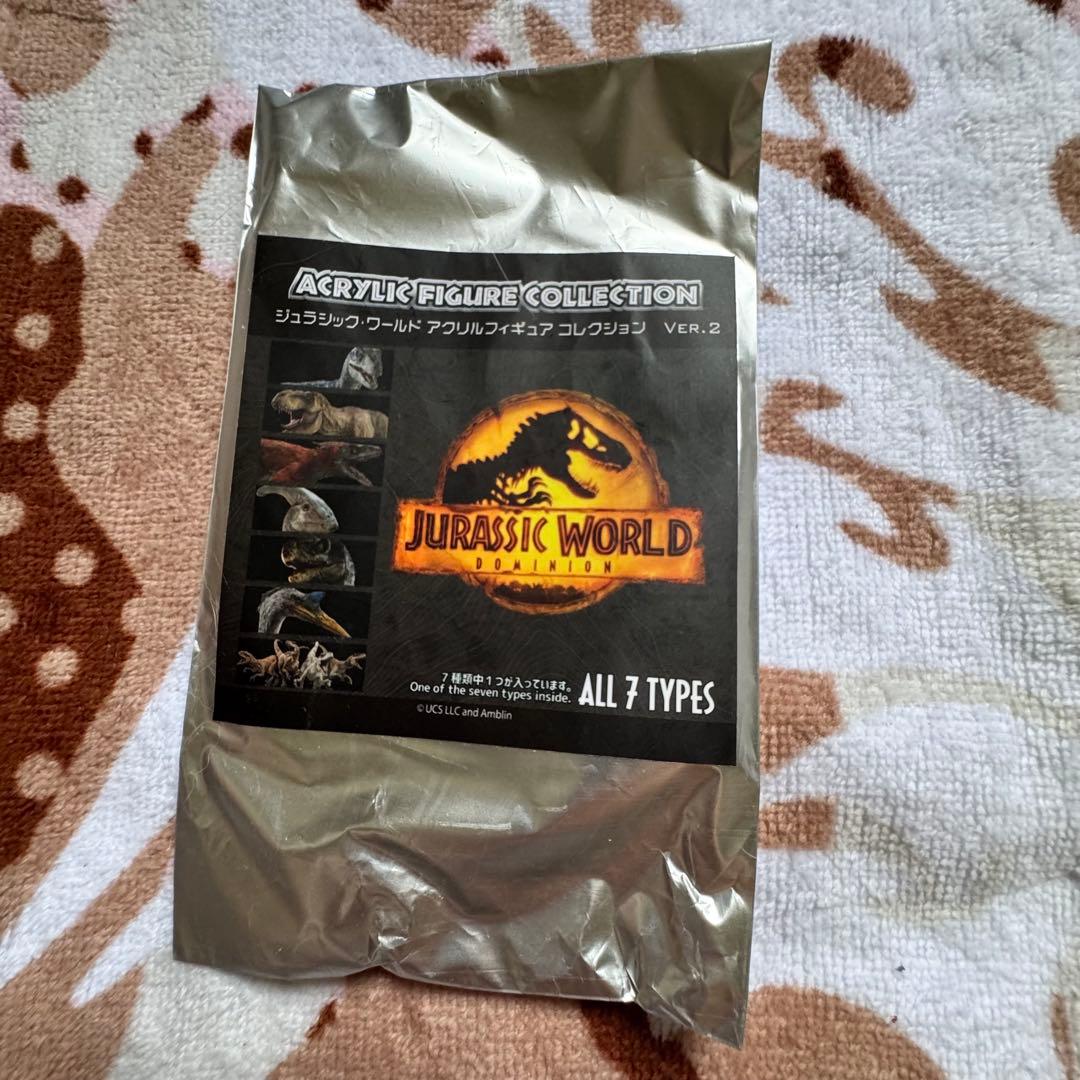 ACRYLIC FIGURE COLLECTION
ジュラシック・ワールド アクリルフィギュア コレクション VER.2
JURASSIC WORLD
DOMINION
7種類中1つが入っています。
One of the seven types inside.
ALL 7 TYPES
© UCS LLC and Amblin